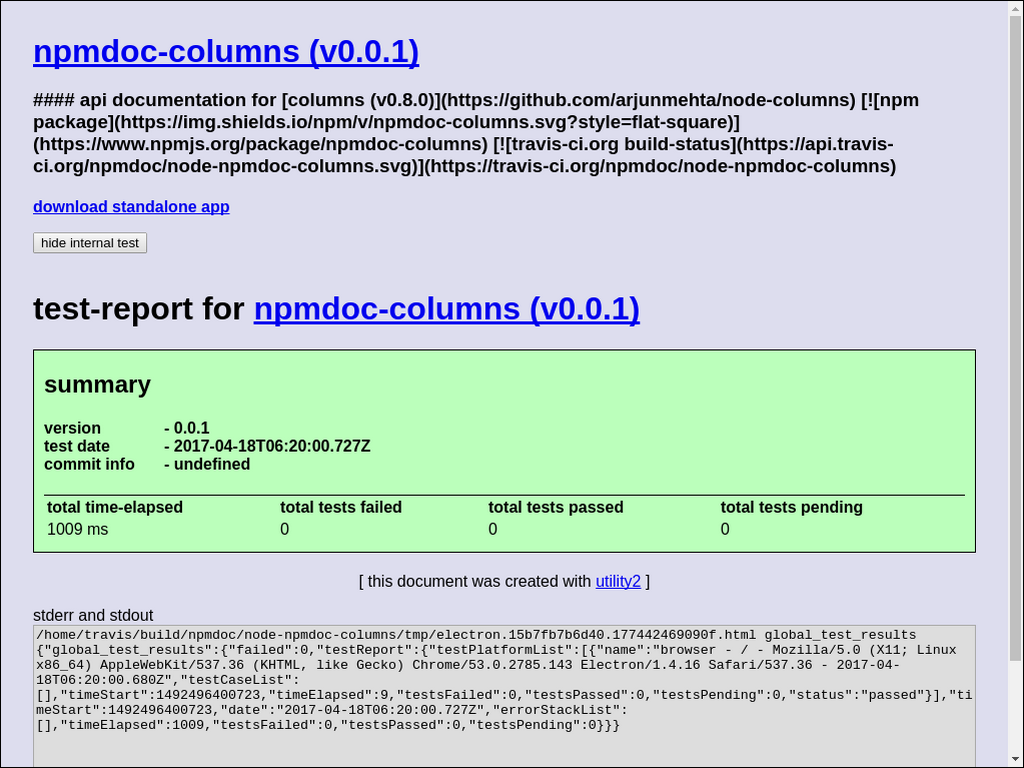 npmdoc-columns (v0.0.1)
#### api documentation for [columns (v0.8.0)](https://github.com/arjunmehta/node-columns) [![npm
package](https://img.shields.io/npm/v/npmdoc-columns.svg?style=flat-square)]
(https://www.npmjs.org/package/npmdoc-columns) [![travis-ci.org build-status](https://api.travis-
ci.org/npmdoc/node-npmdoc-columns.svg)](https://travis-ci.org/npmdoc/node-npmdoc-columns)
download standalone app
hide internal test
test-report for npmdoc-columns (v0.0.1)
summary
version - 0.0.1
test date - 2017-04-18T06:20:00.727Z
commit info - undefined
total time-elapsed total tests failed total tests passed total tests pending
1009 ms 0 0 0
[ this document was created with utility2 ]
stderr and stdout
/home/travis/build/npmdoc/node-npmdoc-columns/tmp/electron.15b7fb7b6d40.177442469090f.html global_test_results
{"global_test_results":{"failed":0,"testReport":{"testPlatformList":[{"name":"browser - / - Mozilla/5.0 (X11; Linux
x86_64) AppleWebKit/537.36 (KHTML, like Gecko) Chrome/53.0.2785.143 Electron/1.4.16 Safari/537.36 - 2017-04-
18T06:20:00.680Z","testCaseList":
[],"timeStart":1492496400723,"timeElapsed":9,"testsFailed":0,"testsPassed":0,"testsPending":0,"status":"passed"}],"ti
meStart":1492496400723,"date":"2017-04-18T06:20:00.727Z","errorStackList":
[],"timeElapsed":1009,"testsFailed":0,"testsPassed":0,"testsPending":0}}}